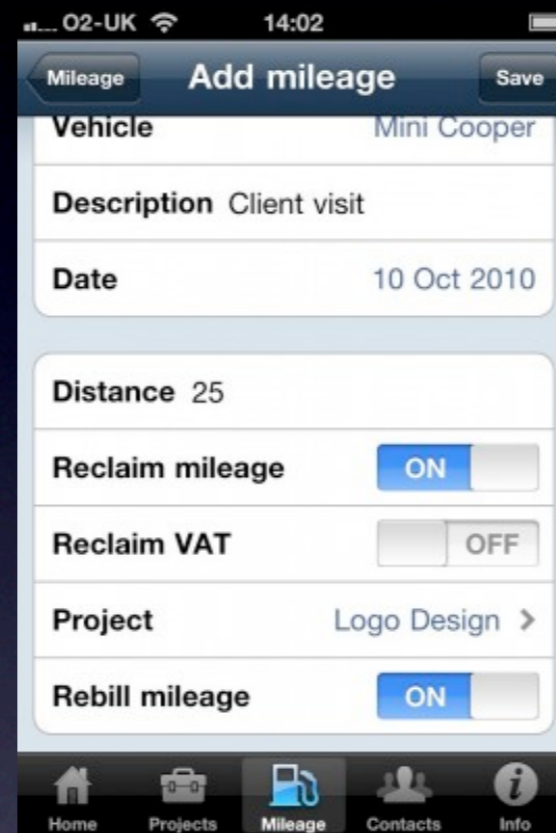 O2-UK 14:02
Mileage Add mileage Save
Vehicle Mini Cooper
Description Client visit
Date 10 Oct 2010
Distance 25
Reclaim mileage ON
Reclaim VAT OFF
Project Logo Design
Rebill mileage ON
Home Projects Mileage Contacts Info